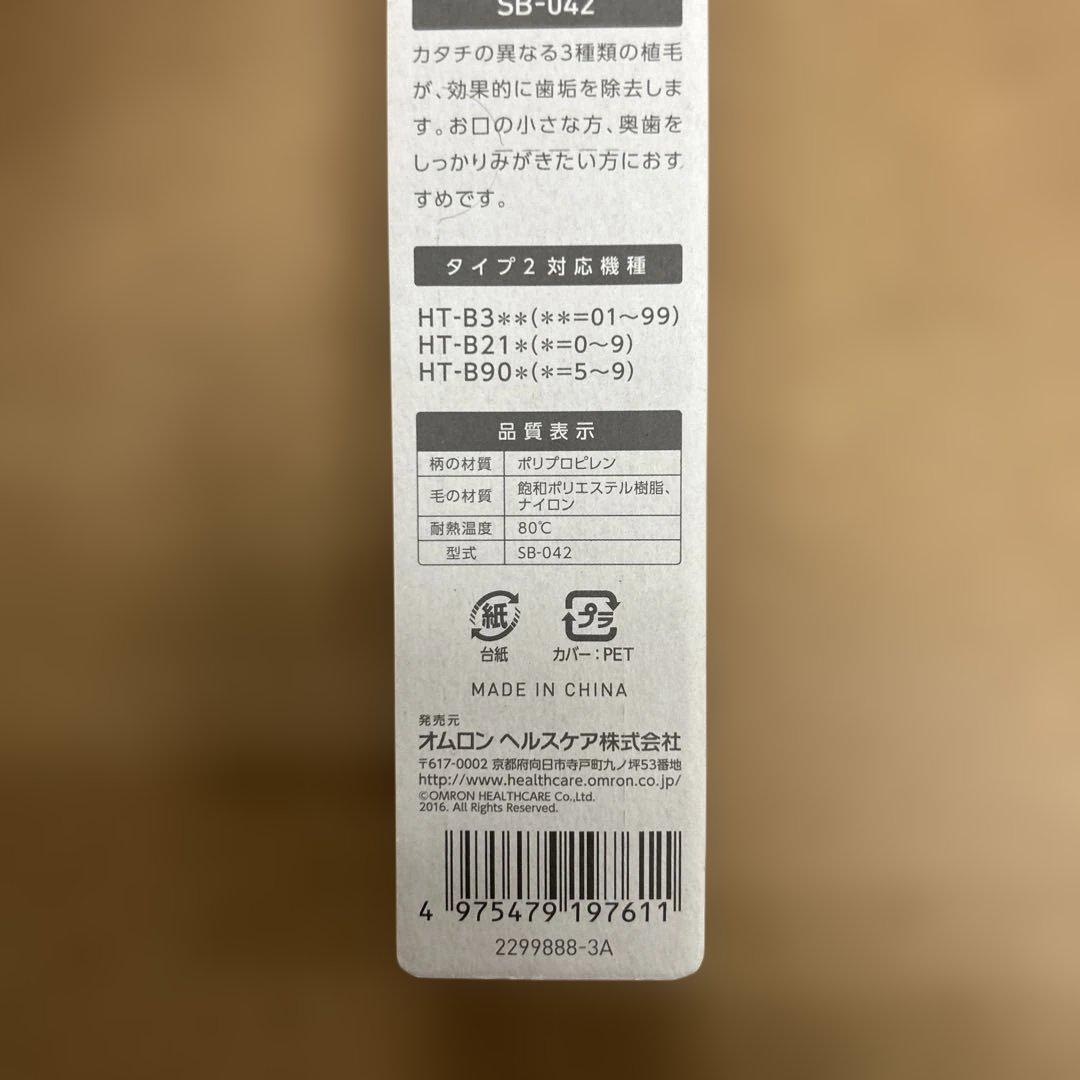 SB-042
カタチの異なる3種類の植毛
が、効果的に歯垢を除去しま
す。お口の小さな方、奥歯を
しっかりみがきたい方におす
すめです。
タイプ2 対応機種
HT-B3**(**=01～99)
HT-B21*(*=0～9)
HT-B90*(*=5～9)
品質表示
柄の材質 ポリプロピレン
毛の材質 飽和ポリエステル樹脂、
ナイロン
耐熱温度 80℃
型式 SB-042
紙 プラ
台紙 カバー:PET
MADE IN CHINA
発売元
オムロン ヘルスケア株式会社
〒617-0002 京都府向日市寺戸町九ノ坪53番地
http://www.healthcare.omron.co.jp/
©OMRON HEALTHCARE Co.,Ltd.
2016. All Rights Reserved.
4 975479 197611
2299888-3A